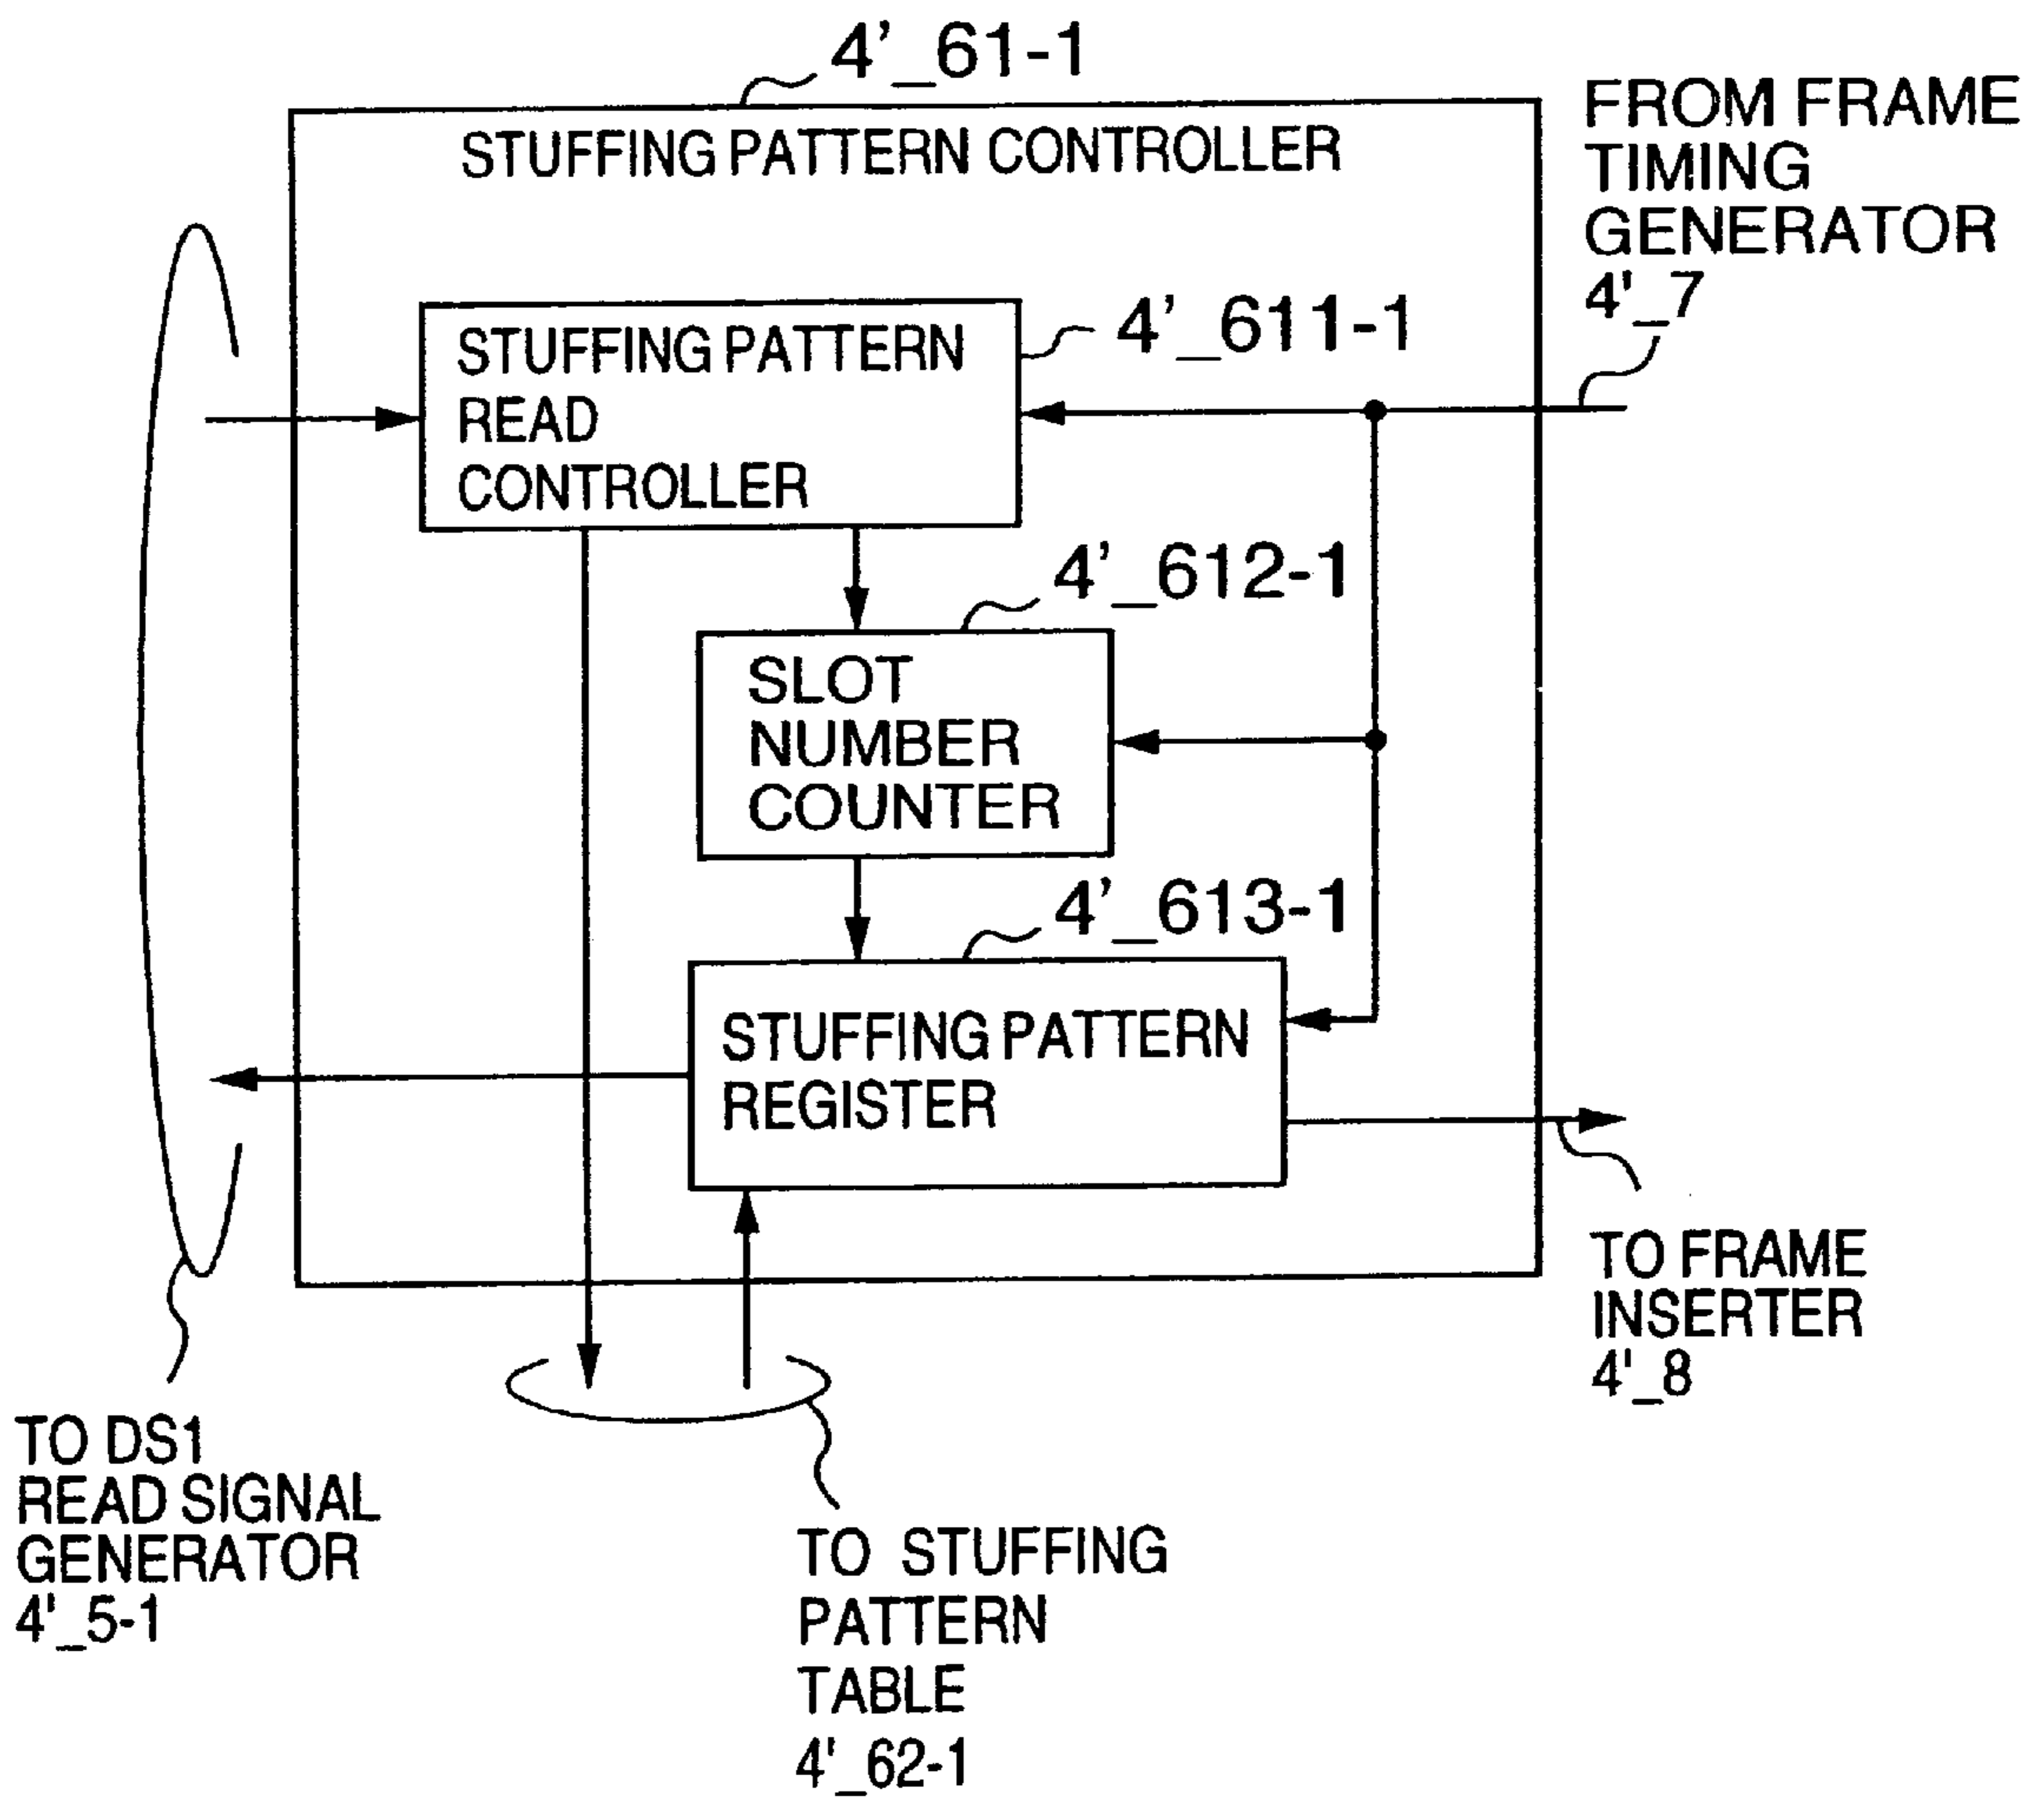 4'_61-1
STUFFING PATTERN CONTROLLER
FROM FRAME
TIMING
GENERATOR
4'_7
STUFFING PATTERN
READ
CONTROLLER
4'_611-1
4'_612-1
SLOT
NUMBER
COUNTER
4'_613-1
STUFFING PATTERN
REGISTER
TO FRAME
INSERTER
4'_8
TO DS1
READ SIGNAL
GENERATOR
4'_5-1
TO STUFFING
PATTERN
TABLE
4'_62-1